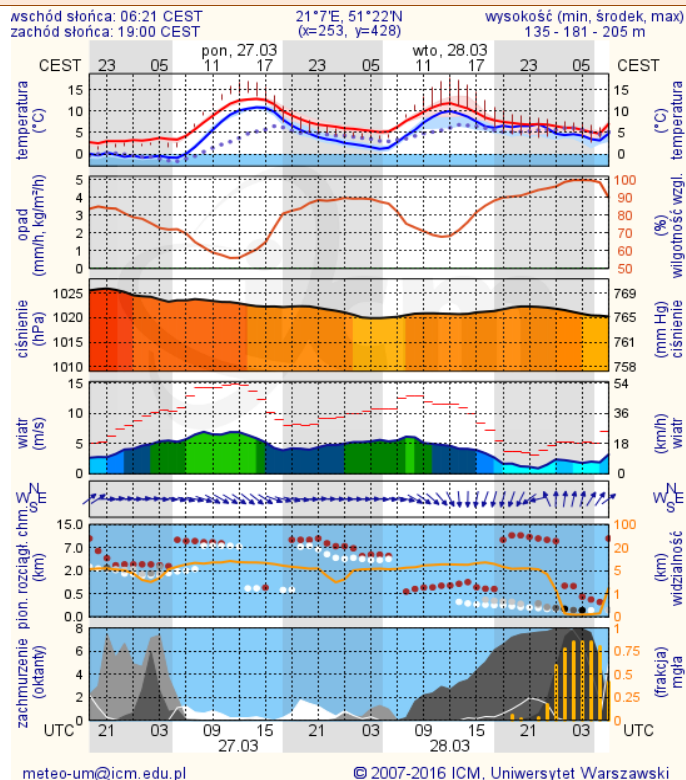 wschód słońca: 06:21 CEST 21°7'E, 51°22'N wysokość (min, środek, max)
zachód słońca: 19:00 CEST (x=253, y=428) 135 - 181 - 205 m
pon, 27.03 wto, 28.03
CEST 23 05 11 17 23 05 11 17 23 05 CEST
temperatura (°C)
15
10
5
0
15
10
5
0
temperatura (°C)
opad (mm/h, kg/m²/h)
5
4
3
2
1
0
100
90
80
70
60
50
(%) wilgotność wzgl.
ciśnienie (hPa)
1025
1020
1015
1010
769
765
761
758
(mm Hg) ciśnienie
wiatr (m/s)
15
10
5
0
54
36
18
0
(km/h) wiatr
N
W E
S
N
W E
S
pion. rozciągł. chm. (km)
15.0
7.0
2.0
0.5
0.0
100
20
5
1
0
(km) widzialność
zachmurzenie (oktanty)
8
6
4
2
0
1
0.75
0.5
0.25
0
(frakcja) mgła
UTC 21 03 09 15 21 03 09 15 21 03 UTC
27.03 28.03
meteo-um@icm.edu.pl © 2007-2016 ICM, Uniwersytet Warszawski